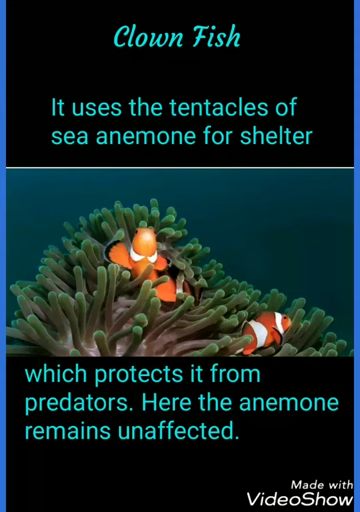 Clown Fish
It uses the tentacles of
sea anemone for shelter
which protects it from
predators. Here the anemone
remains unaffected.
Made with
VideoShow